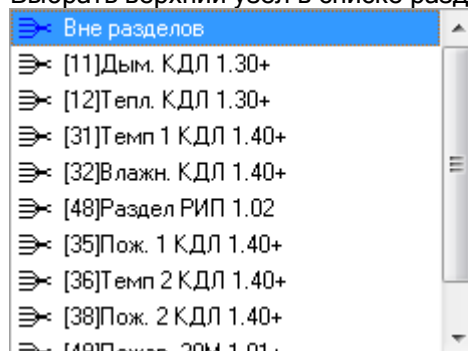 Выбрать верхний узел в списке разд
Вне разделов
[11]Дым. КДЛ 1.30+
[12]Тепл. КДЛ 1.30+
[31]Темп 1 КДЛ 1.40+
[32]Влажн. КДЛ 1.40+
[48]Раздел РИП 1.02
[35]Пож. 1 КДЛ 1.40+
[36]Темп 2 КДЛ 1.40+
[38]Пож. 2 КДЛ 1.40+